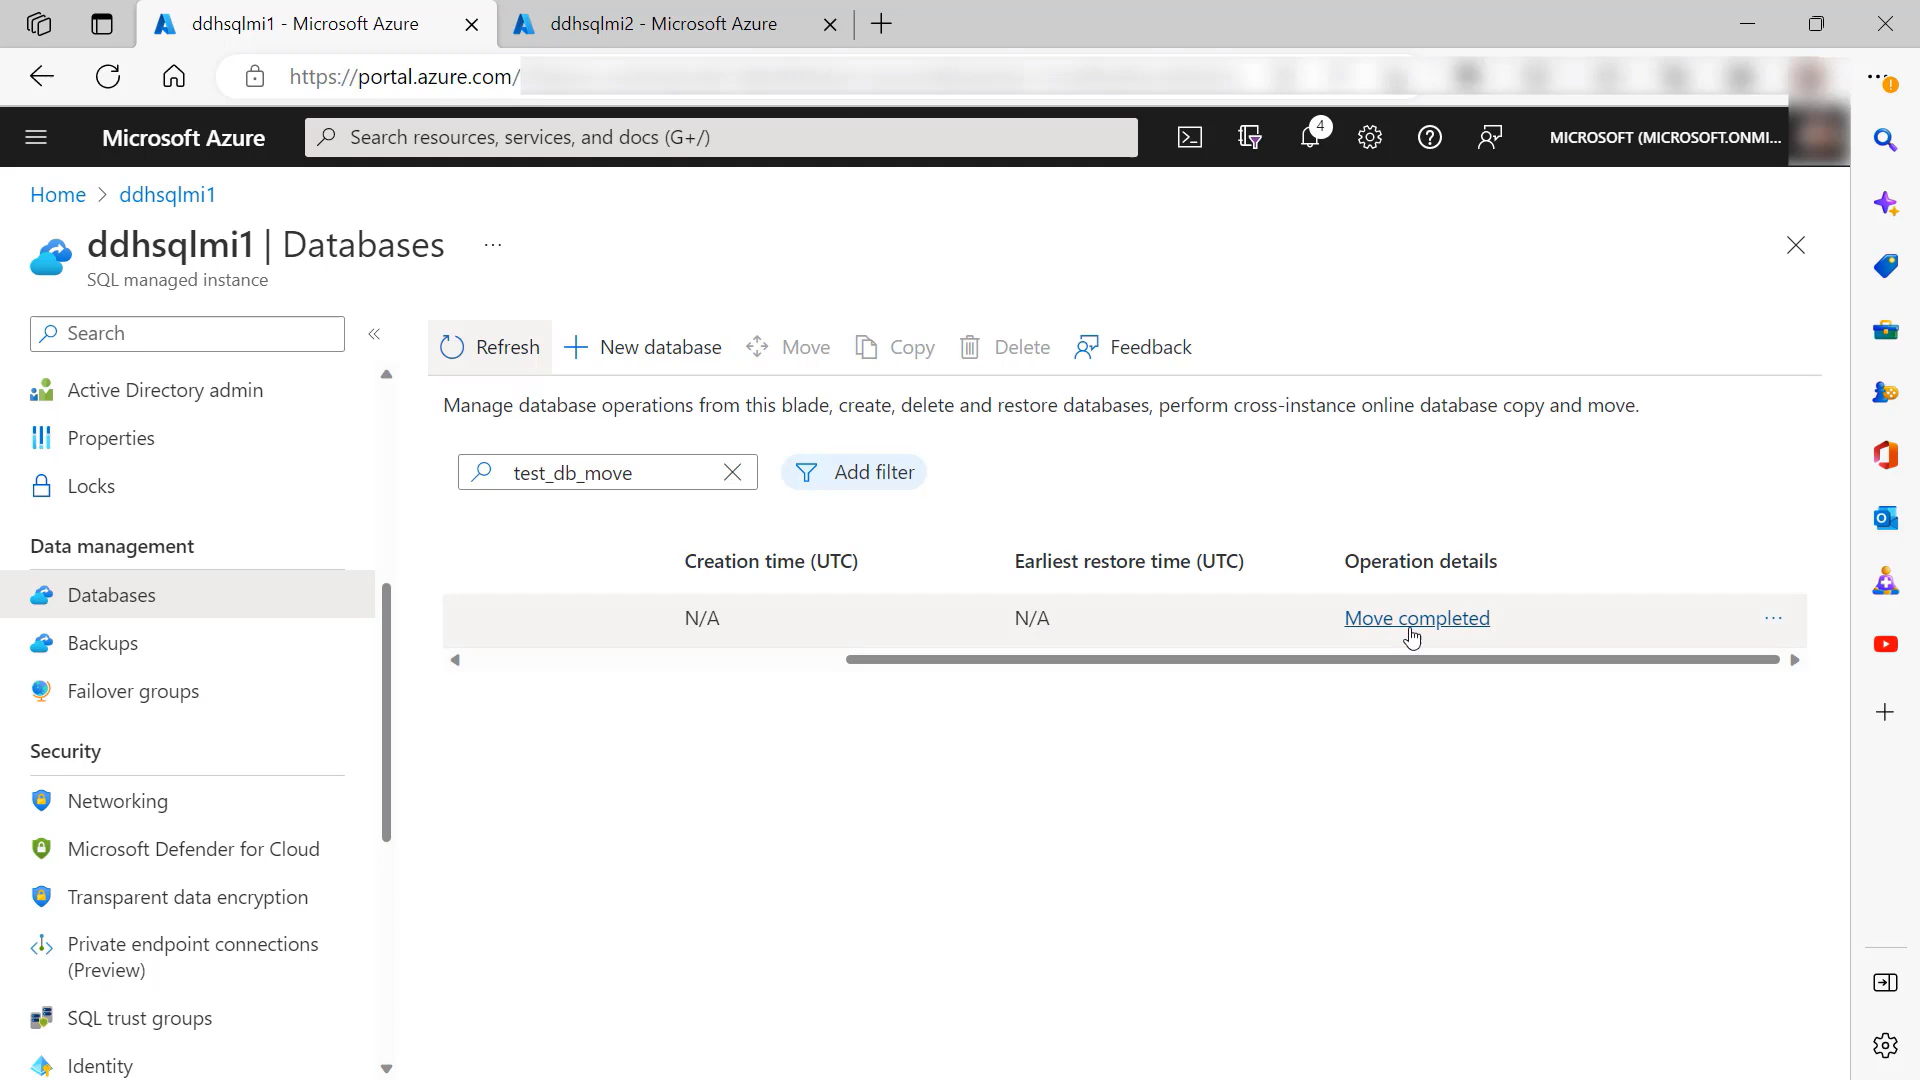 ddhsqlmi1 - Microsoft Azure
ddhsqlmi2 - Microsoft Azure
https://portal.azure.com/
Microsoft Azure
Search resources, services, and docs (G+/)
4
MICROSOFT (MICROSOFT.ONMI...
Home > ddhsqlmi1
ddhsqlmi1 | Databases ...
SQL managed instance
Search
Active Directory admin
Properties
Locks
Data management
Databases
Backups
Failover groups
Security
Networking
Microsoft Defender for Cloud
Transparent data encryption
Private endpoint connections
(Preview)
SQL trust groups
Identity
Refresh
New database
Move
Copy
Delete
Feedback
Manage database operations from this blade, create, delete and restore databases, perform cross-instance online database copy and move.
test_db_move
Add filter
Creation time (UTC) Earliest restore time (UTC) Operation details
N/A N/A Move completed ...